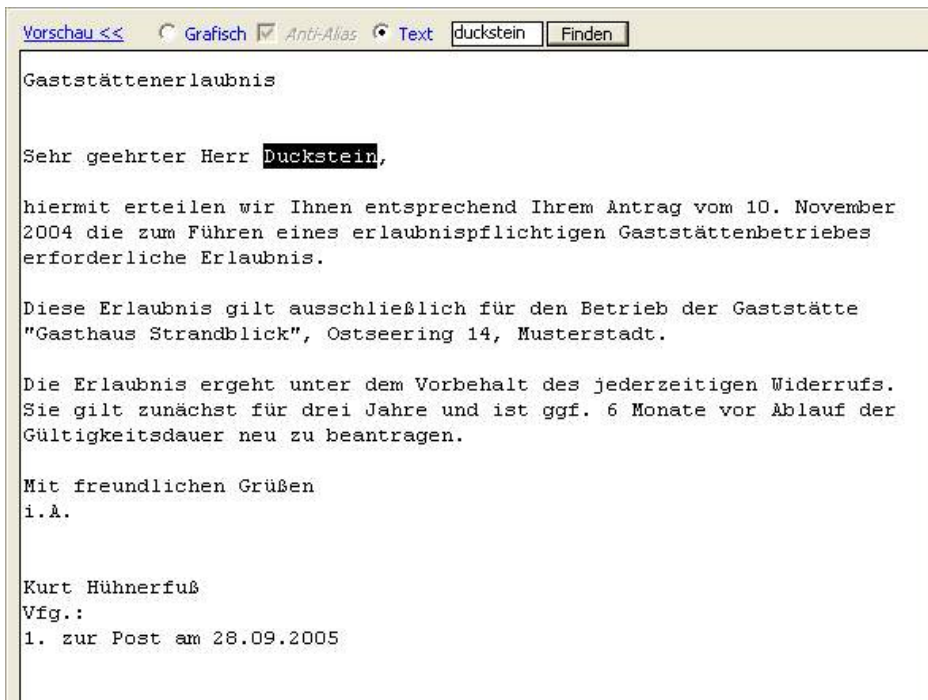 Vorschau << Grafisch Anti-Alias Text duckstein Finden
Gaststättenerlaubnis
Sehr geehrter Herr Duckstein,
hiermit erteilen wir Ihnen entsprechend Ihrem Antrag vom 10. November
2004 die zum Führen eines erlaubnispflichtigen Gaststättenbetriebes
erforderliche Erlaubnis.
Diese Erlaubnis gilt ausschließlich für den Betrieb der Gaststätte
"Gasthaus Strandblick", Ostseering 14, Musterstadt.
Die Erlaubnis ergeht unter dem Vorbehalt des jederzeitigen Widerrufs.
Sie gilt zunächst für drei Jahre und ist ggf. 6 Monate vor Ablauf der
Gültigkeitsdauer neu zu beantragen.
Mit freundlichen Grüßen
i.A.
Kurt Hühnerfuß
Vfg.:
1. zur Post am 28.09.2005